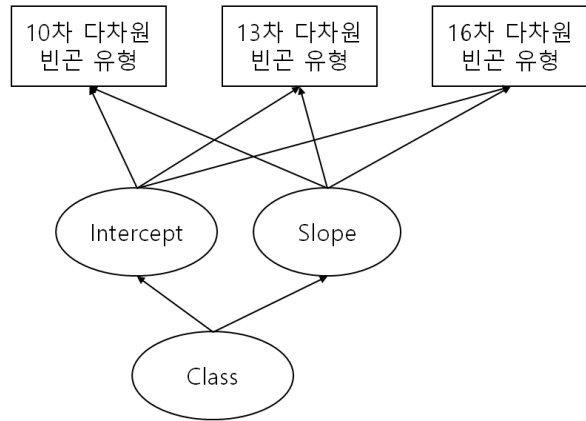 10차 다차원
빈곤 유형
13차 다차원
빈곤 유형
16차 다차원
빈곤 유형
Intercept
Slope
Class